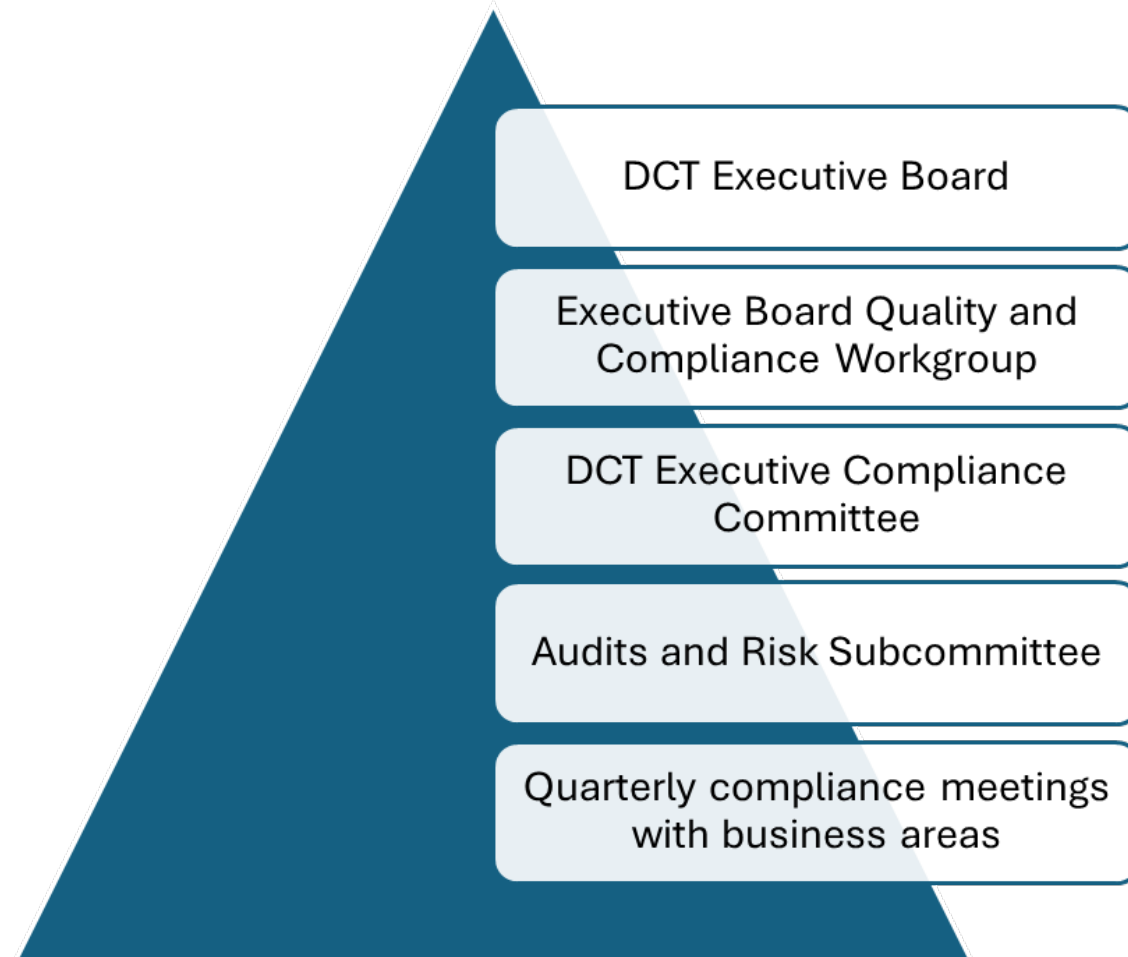 DCT Executive Board
Executive Board Quality and
Compliance Workgroup
DCT Executive Compliance
Committee
Audits and Risk Subcommittee
Quarterly compliance meetings
with business areas